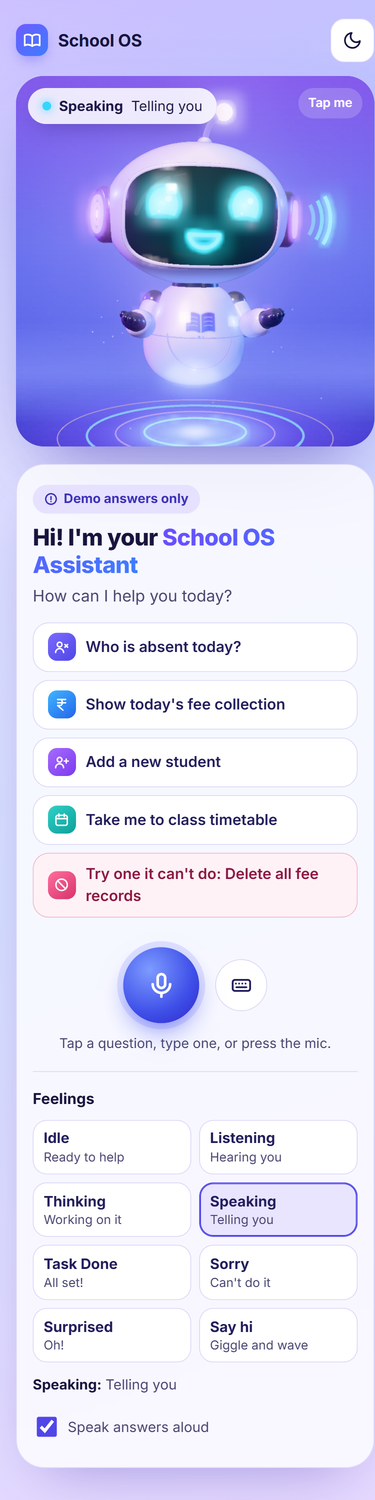 School OS
Speaking Telling you
Tap me
Demo answers only
Hi! I'm your School OS
Assistant
How can I help you today?
Who is absent today?
Show today's fee collection
Add a new student
Take me to class timetable
Try one it can't do: Delete all fee
records
Tap a question, type one, or press the mic.
Feelings
Idle
Ready to help
Listening
Hearing you
Thinking
Working on it
Speaking
Telling you
Task Done
All set!
Sorry
Can't do it
Surprised
Oh!
Say hi
Giggle and wave
Speaking: Telling you
Speak answers aloud